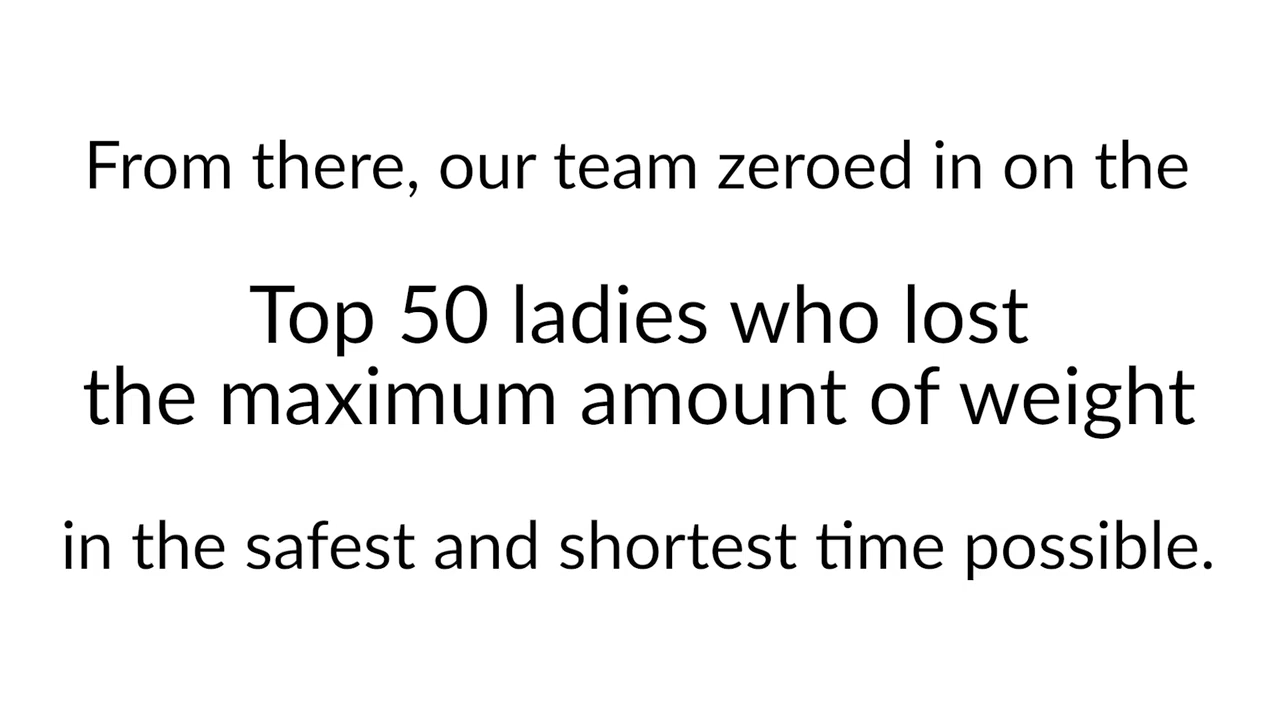 From there, our team zeroed in on the
Top 50 ladies who lost
the maximum amount of weight
in the safest and shortest time possible.